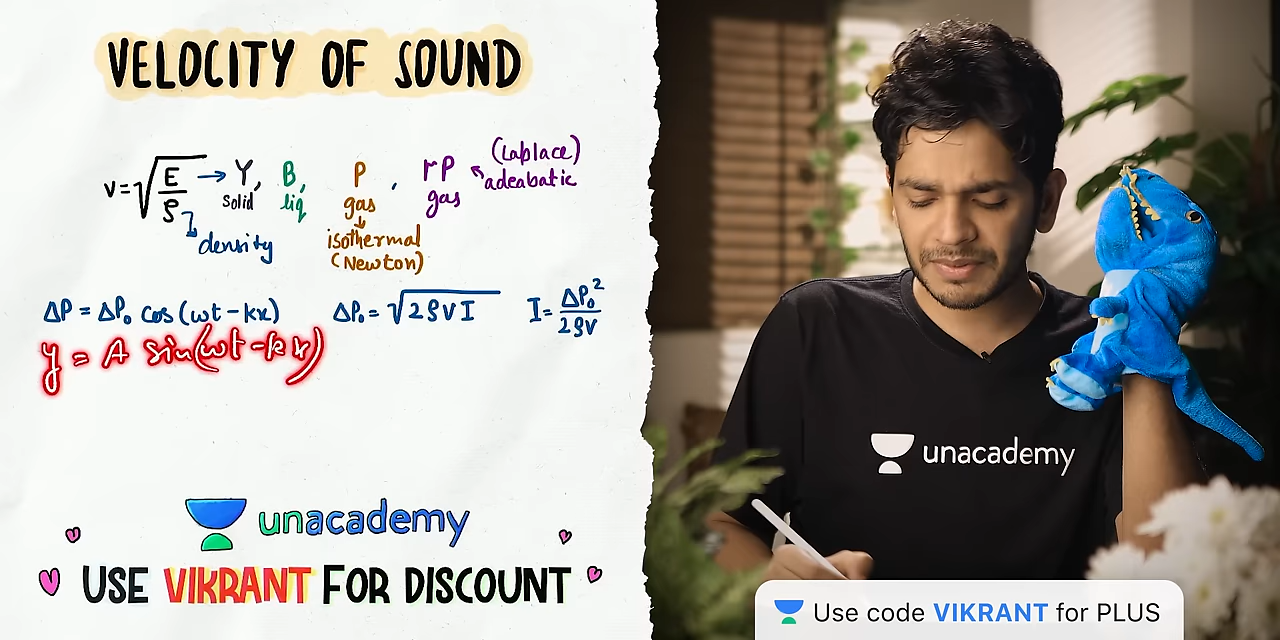 VELOCITY OF SOUND
v = √(E/ρ) → Y, B, P, rP (Laplace)
solid liq gas gas adeabatic
density isothermal
(Newton)
ΔP = ΔP₀ cos(ωt - kx) ΔP₀ = √2ρVI I = ΔP₀²/2ρV
y = A sin(ωt - kx)
unacademy
USE VIKRANT FOR DISCOUNT
unacademy
Use code VIKRANT for PLUS